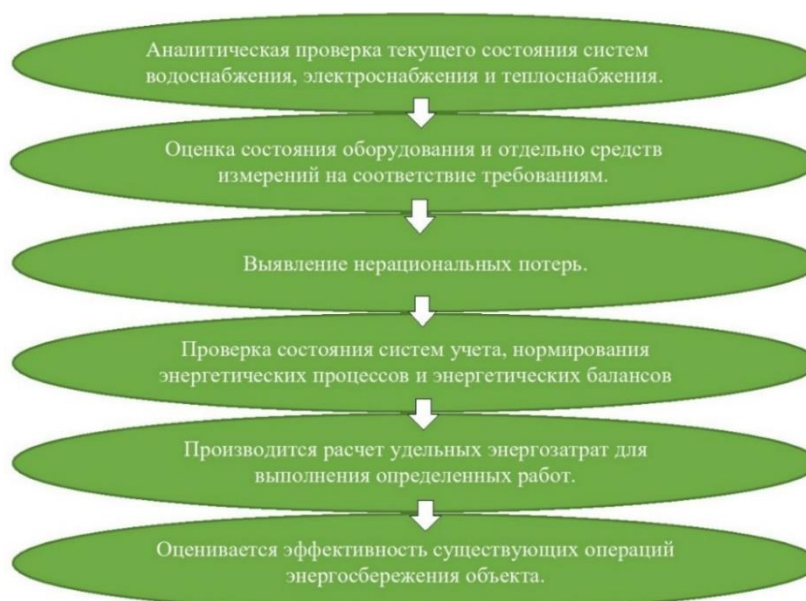 Аналитическая проверка текущего состояния систем
водоснабжения, электроснабжения и теплоснабжения.
Оценка состояния оборудования и отдельно средств
измерений на соответствие требованиям.
Выявление нерациональных потерь.
Проверка состояния систем учета, нормирования
энергетических процессов и энергетических балансов
Производится расчет удельных энергозатрат для
выполнения определенных работ.
Оценивается эффективность существующих операций
энергосбережения объекта.